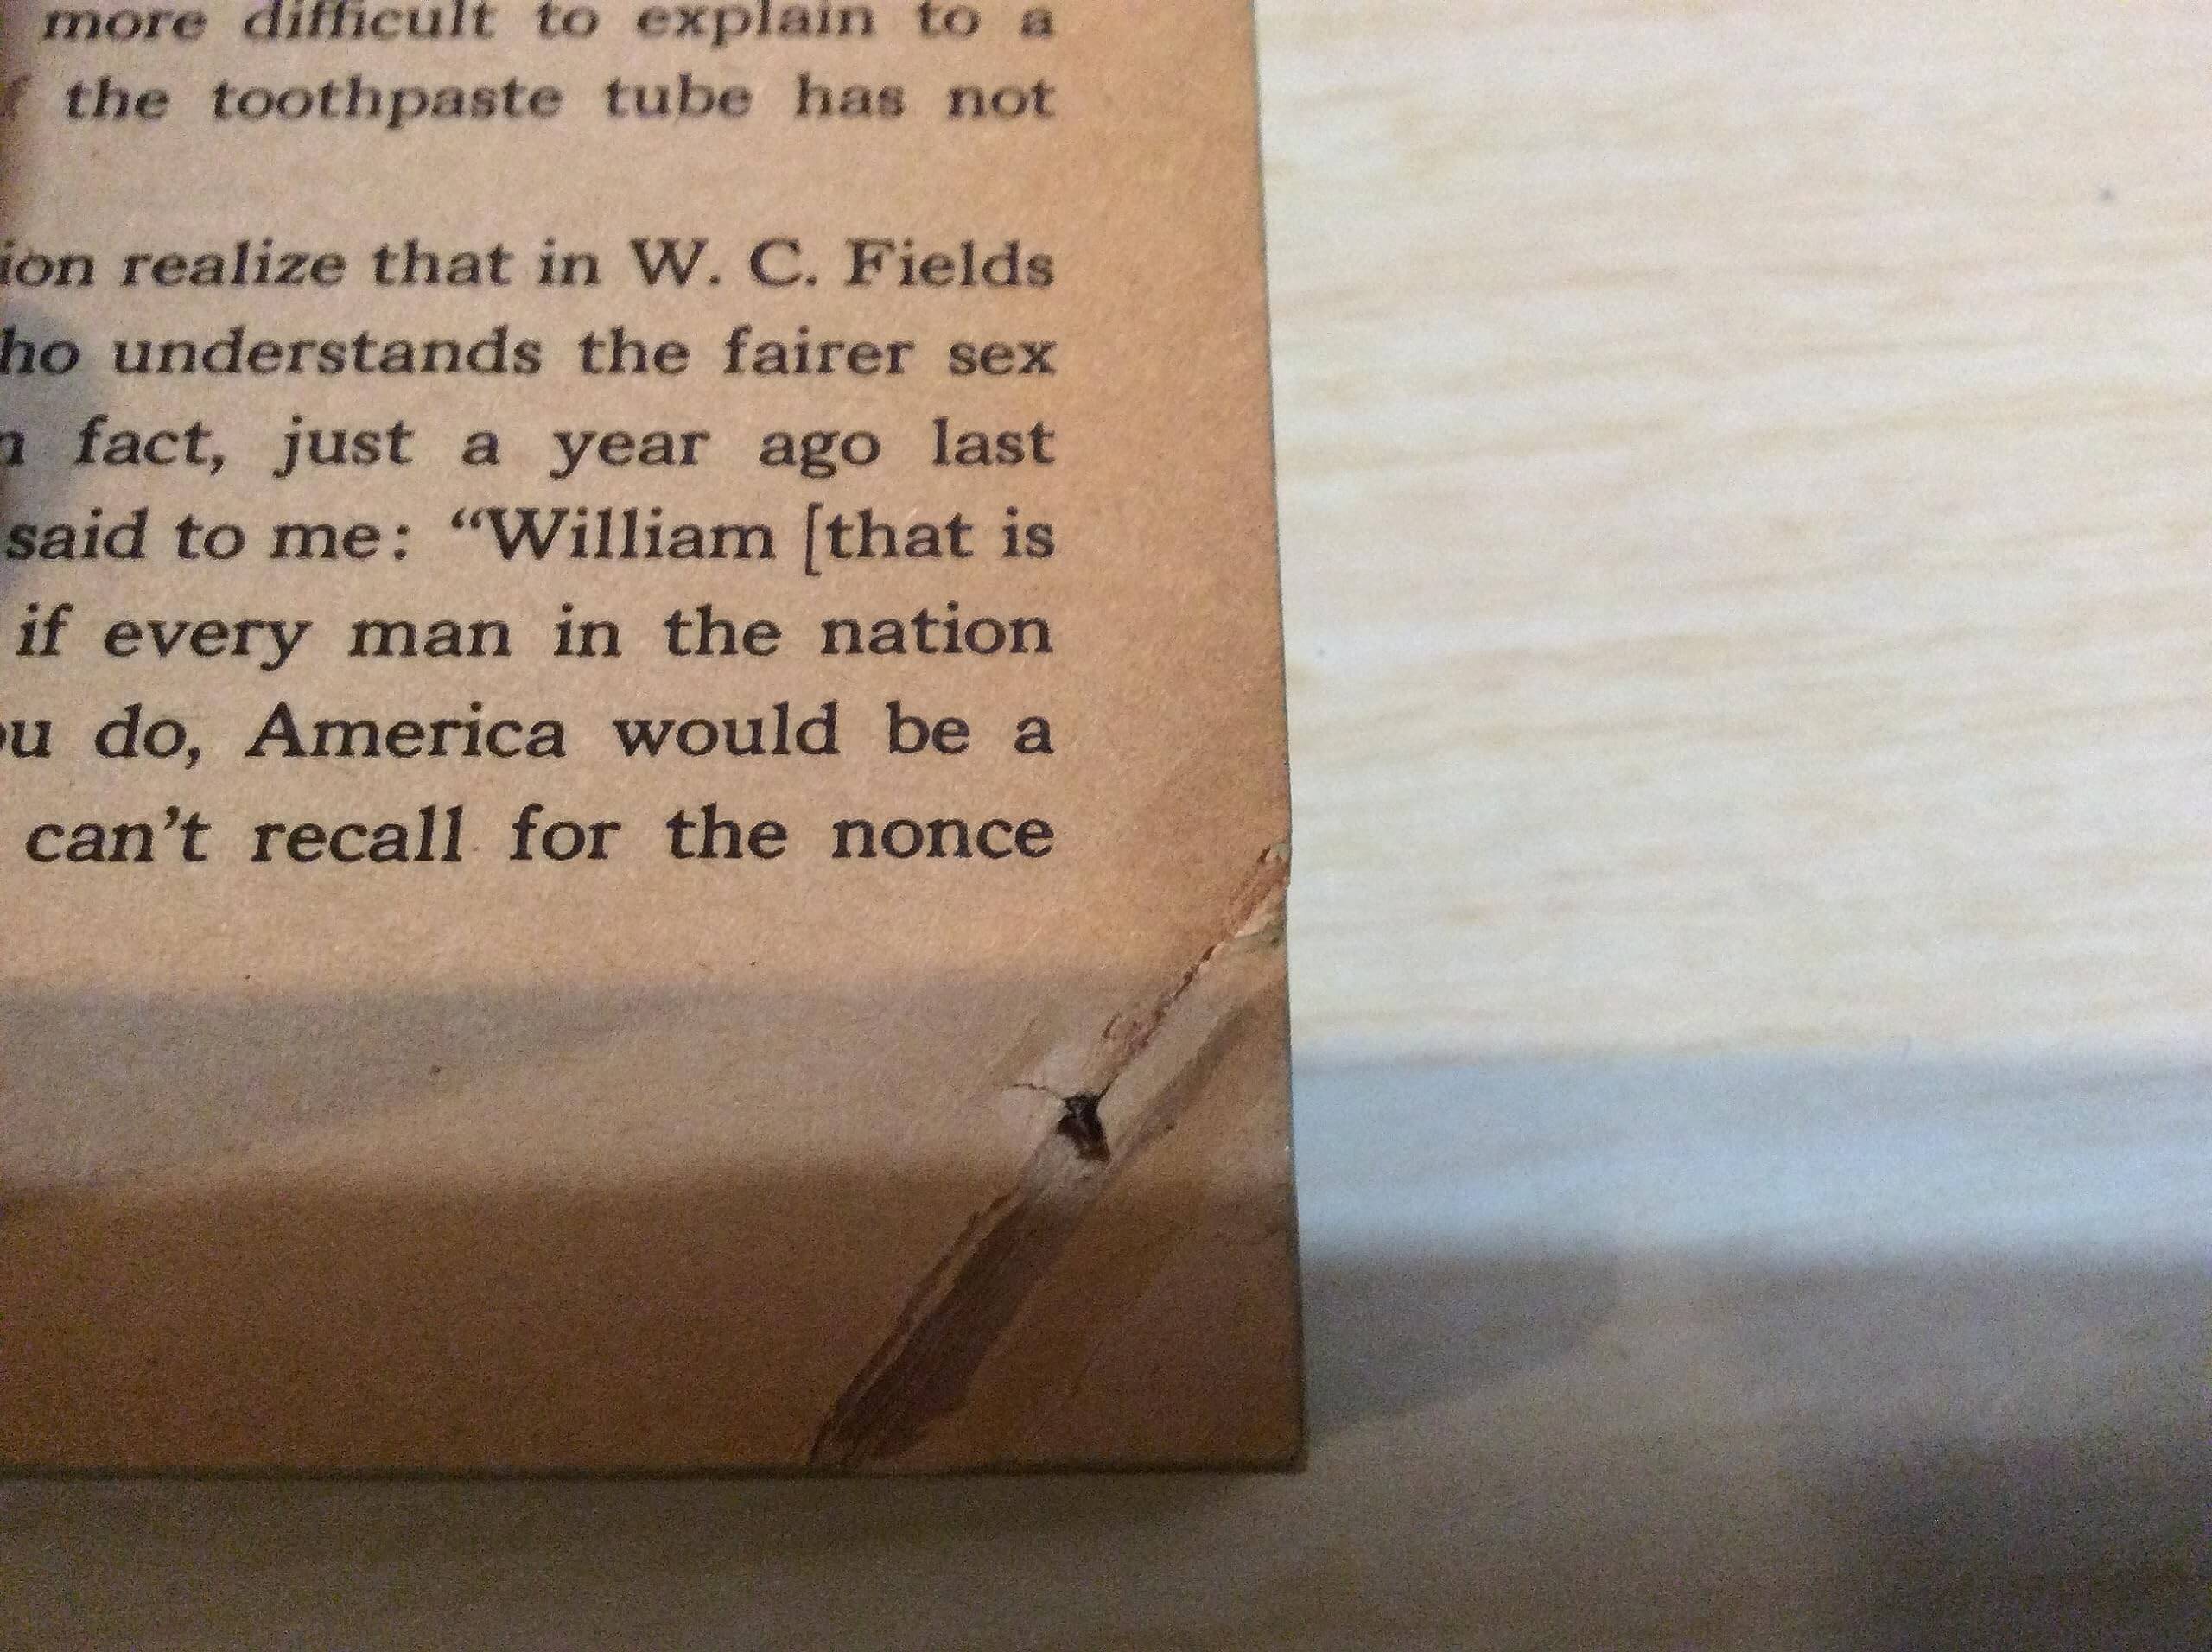 more difficult to explain to a
the toothpaste tube has not
ion realize that in W. C. Fields
ho understands the fairer sex
n fact, just a year ago last
said to me: “William [that is
if every man in the nation
ou do, America would be a
can’t recall for the nonce